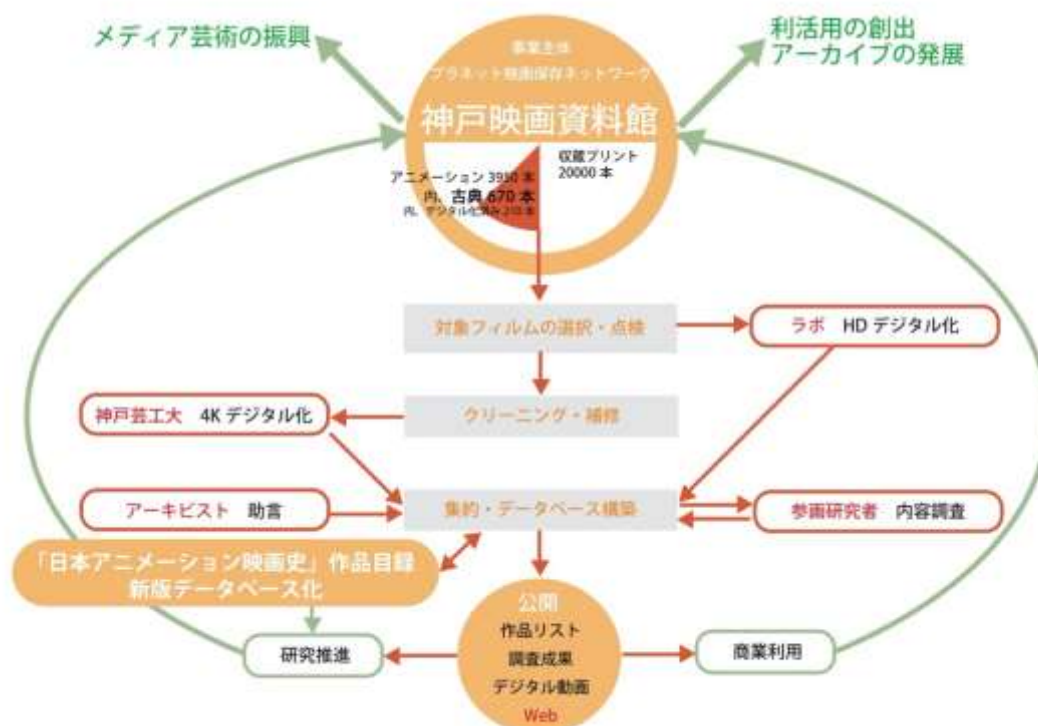 メディア芸術の振興
利活用の創出
アーカイブの発展
事業主体
プラネット映画保存ネットワーク
神戸映画資料館
収蔵プリント
20000 本
アニメーション 3950 本
内、古典 670 本
内、デジタル化済み
対象フィルムの選択・点検
ラボ HD デジタル化
神戸芸工大 4K デジタル化
クリーニング・補修
アーキビスト 助言
集約・データベース構築
参画研究者 内容調査
「日本アニメーション映画史」作品目録
新版データベース化
公開
作品リスト
調査成果
デジタル動画
Web
研究推進
商業利用